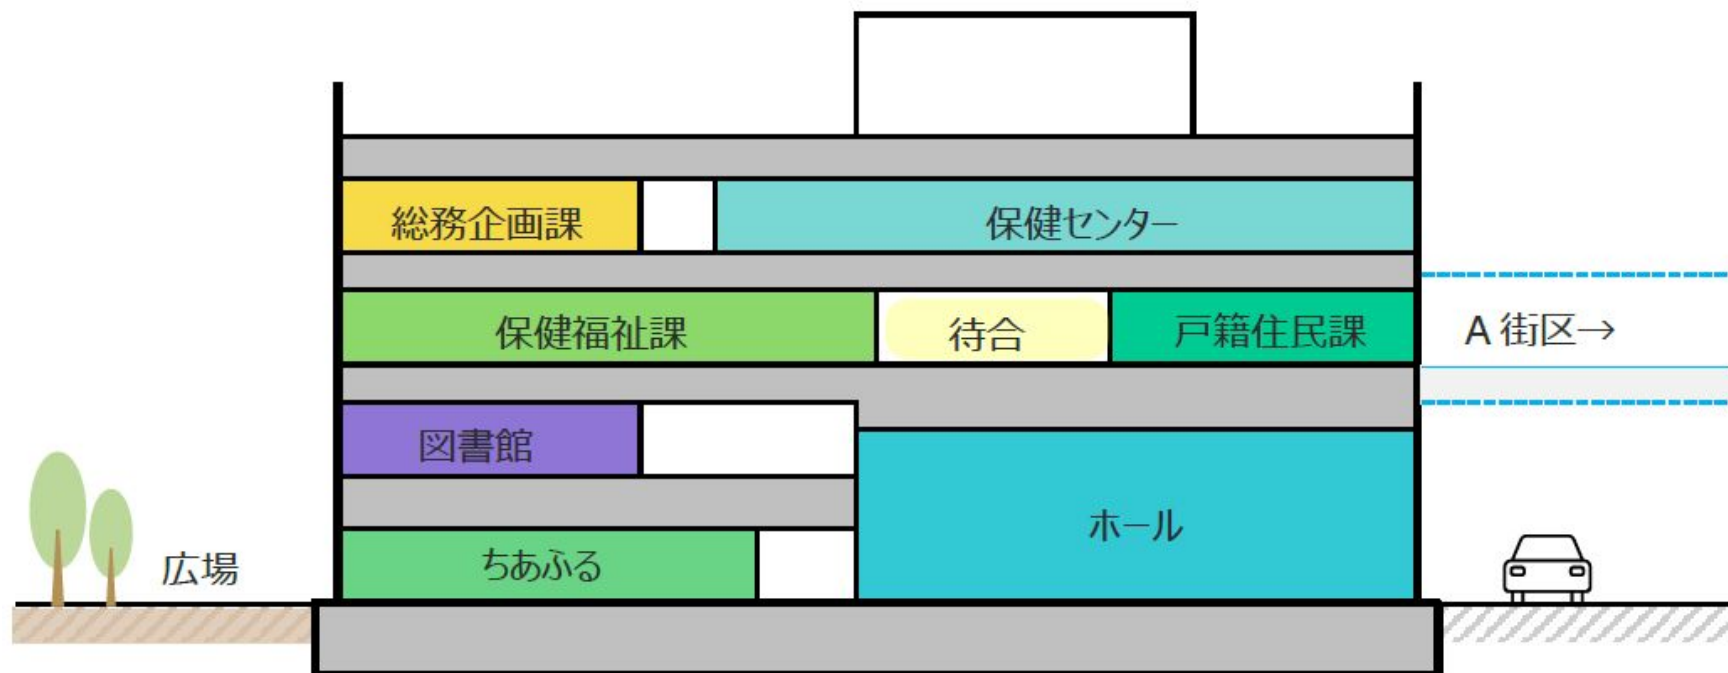 総務企画課
保健センター
保健福祉課
待合
戸籍住民課
A 街区→
図書館
ホール
ちあふる
広場